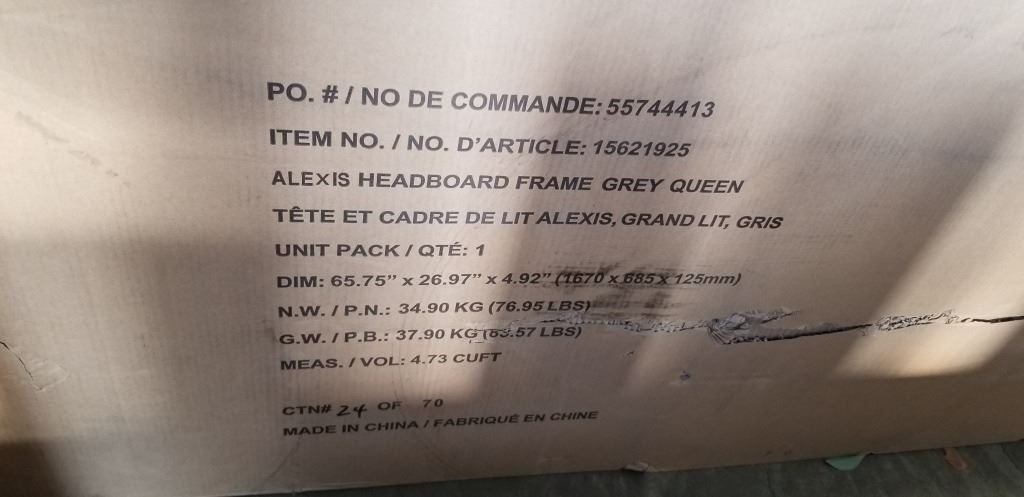 PO. # / NO DE COMMANDE: 55744413
ITEM NO. / NO. D'ARTICLE: 15621925
ALEXIS HEADBOARD FRAME GREY QUEEN
TÊTE ET CADRE DE LIT ALEXIS, GRAND LIT, GRIS
UNIT PACK / QTÉ: 1
DIM: 65.75" x 26.97" x 4.92" (1670 x 685 x 125mm)
N.W. / P.N.: 34.90 KG (76.95 LBS)
G.W. / P.B.: 37.90 KG (83.57 LBS)
MEAS. / VOL: 4.73 CUFT
CTN# 24 OF 70
MADE IN CHINA / FABRIQUÉ EN CHINE